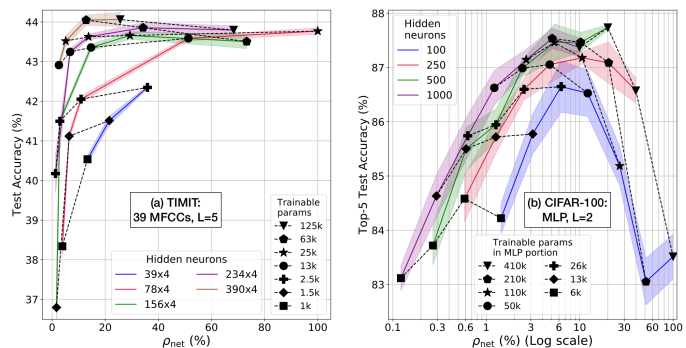 44
43
42
41
40
39
38
37
Test Accuracy (%)
0
20
40
60
80
100
ρnet (%)
(a) TIMIT:
39 MFCCs, L=5
Hidden neurons
39x4
78x4
156x4
234x4
390x4
Trainable
params
125k
63k
25k
13k
2.5k
1.5k
1k
88
87
86
85
84
83
Top-5 Test Accuracy (%)
0.1
0.3
0.6
1
3
6
10
30
60
100
ρnet (%) (Log scale)
Hidden
neurons
100
250
500
1000
(b) CIFAR-100:
MLP, L=2
Trainable params
in MLP portion
410k
210k
110k
50k
26k
13k
6k